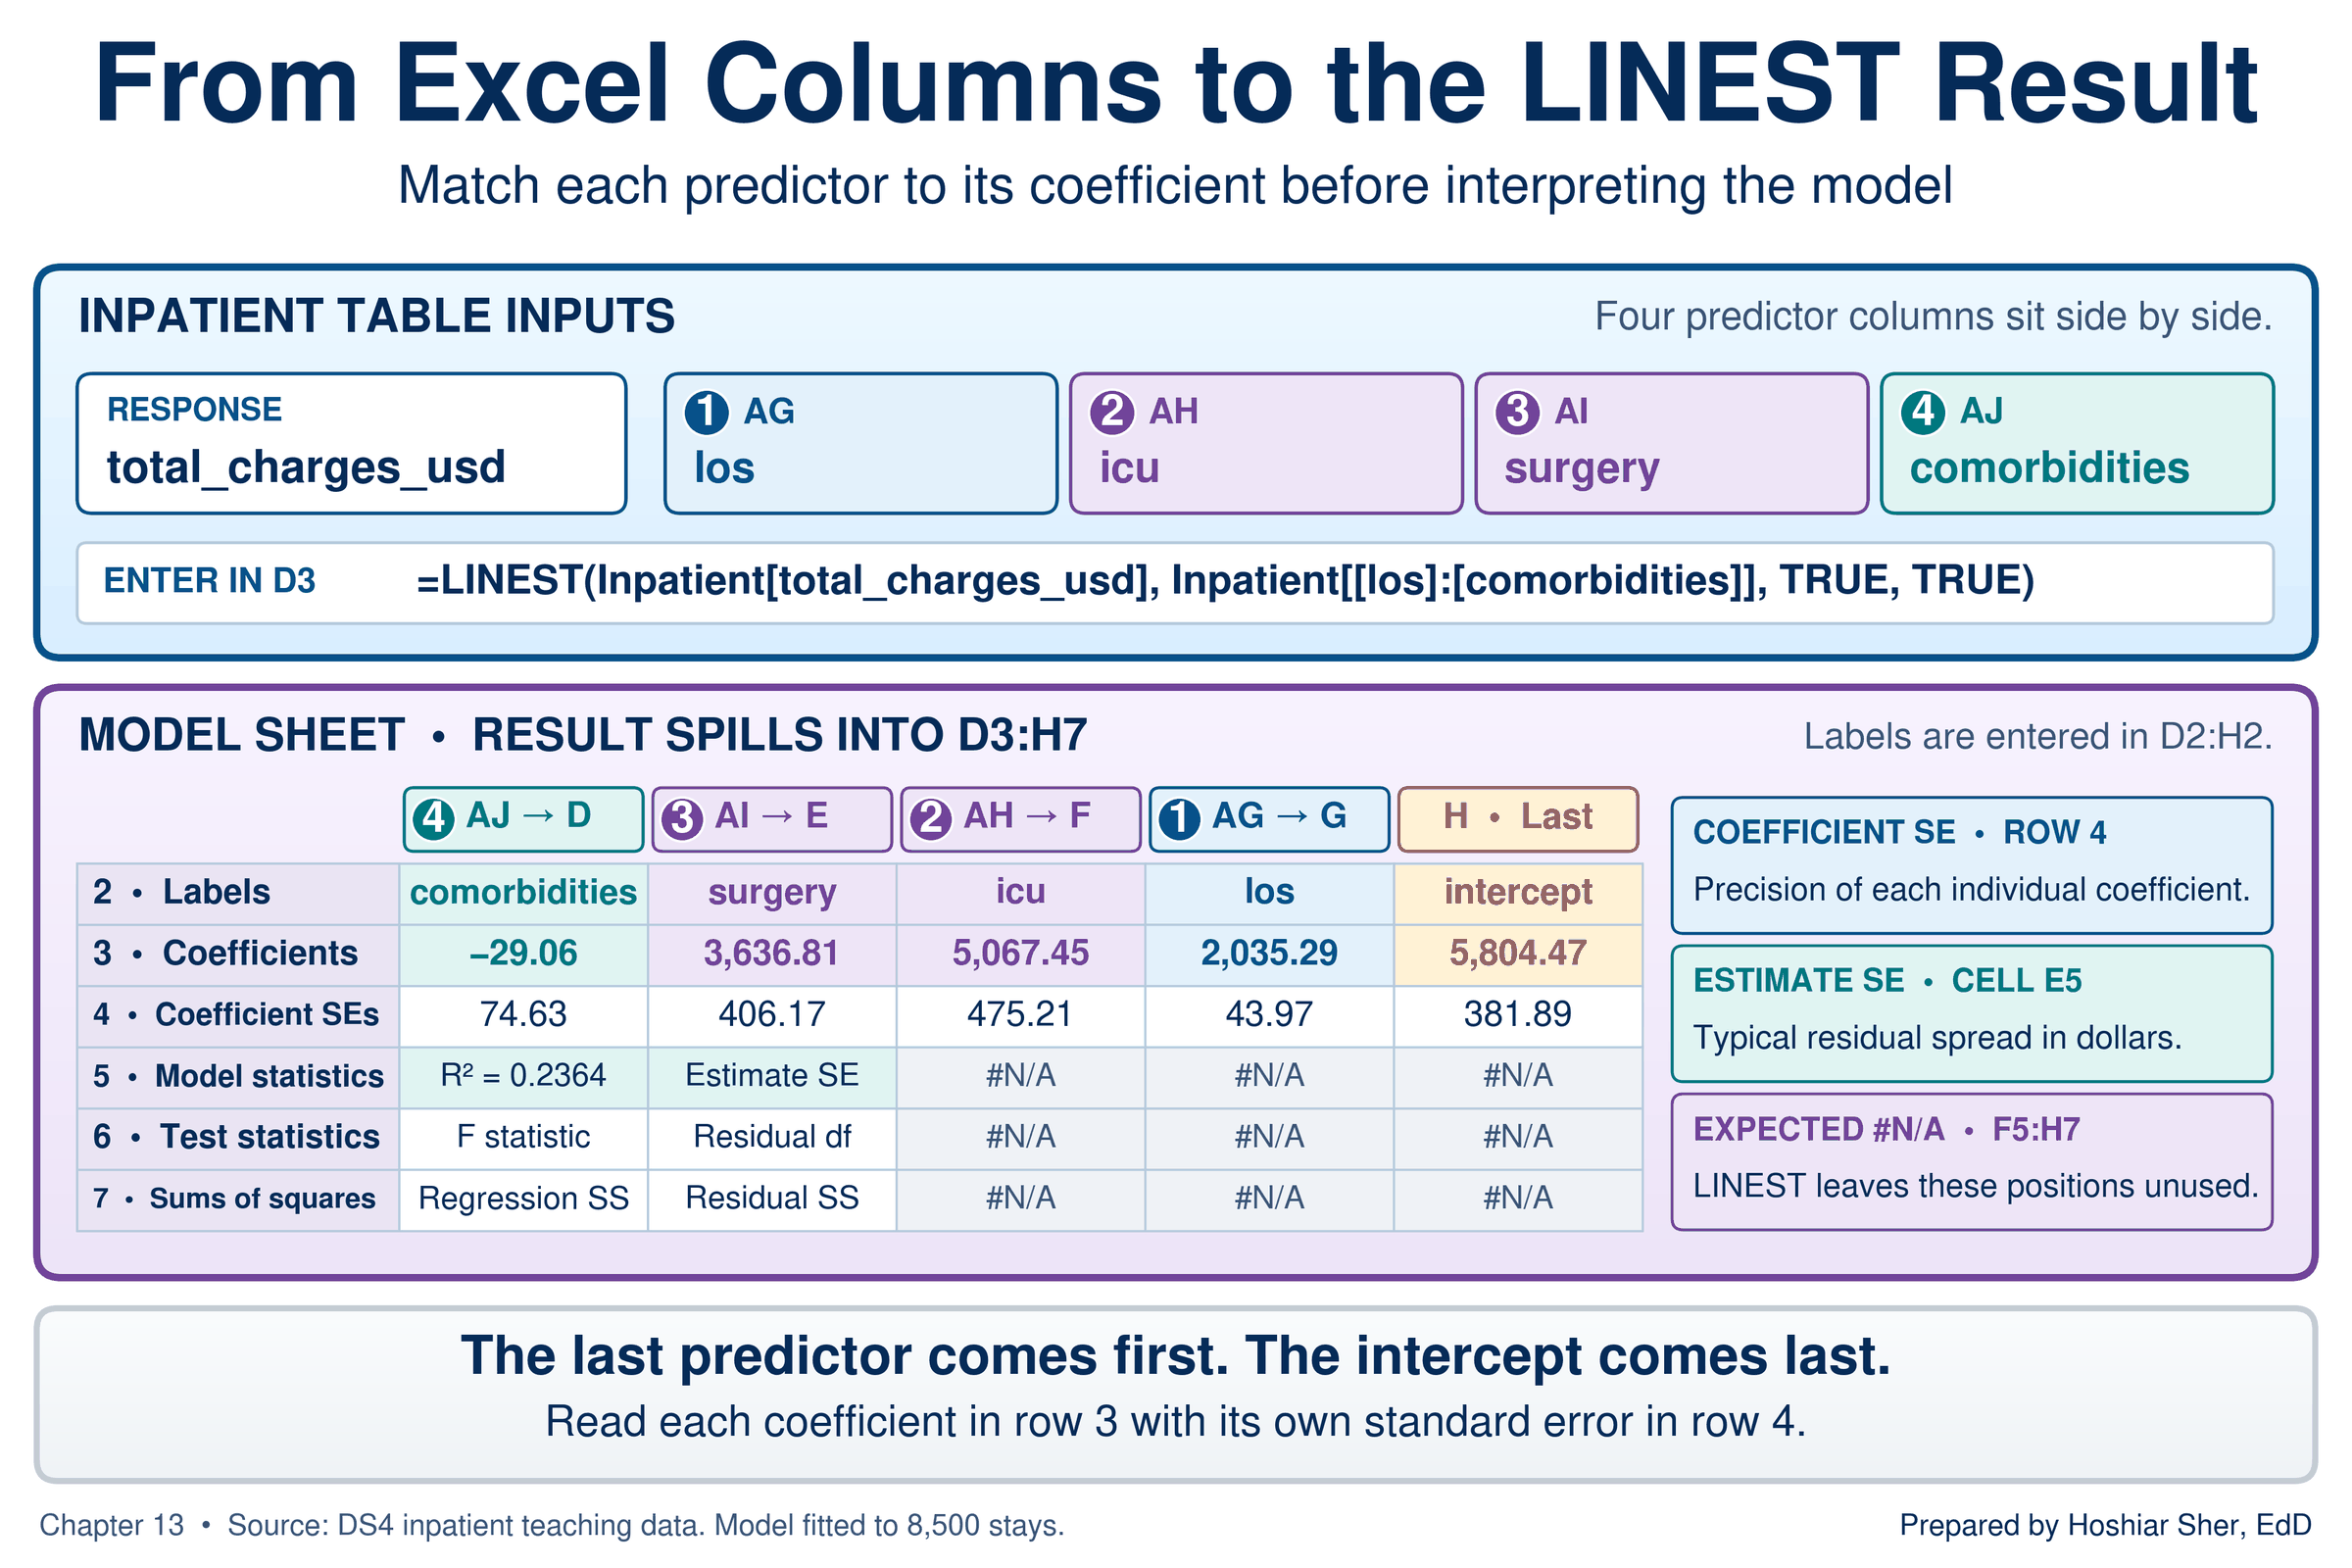 From Excel Columns to the LINEST Result
Match each predictor to its coefficient before interpreting the model
INPATIENT TABLE INPUTS
Four predictor columns sit side by side.
RESPONSE
total_charges_usd
1 AG
los
2 AH
icu
3 AI
surgery
4 AJ
comorbidities
ENTER IN D3 =LINEST(Inpatient[total_charges_usd], Inpatient[[los]:[comorbidities]], TRUE, TRUE)
MODEL SHEET • RESULT SPILLS INTO D3:H7
Labels are entered in D2:H2.
4 AJ → D 3 AI → E 2 AH → F 1 AG → G H • Last
2 • Labels comorbidities surgery icu los intercept
3 • Coefficients −29.06 3,636.81 5,067.45 2,035.29 5,804.47
4 • Coefficient SEs 74.63 406.17 475.21 43.97 381.89
5 • Model statistics R² = 0.2364 Estimate SE #N/A #N/A #N/A
6 • Test statistics F statistic Residual df #N/A #N/A #N/A
7 • Sums of squares Regression SS Residual SS #N/A #N/A #N/A
COEFFICIENT SE • ROW 4
Precision of each individual coefficient.
ESTIMATE SE • CELL E5
Typical residual spread in dollars.
EXPECTED #N/A • F5:H7
LINEST leaves these positions unused.
The last predictor comes first. The intercept comes last.
Read each coefficient in row 3 with its own standard error in row 4.
Chapter 13 • Source: DS4 inpatient teaching data. Model fitted to 8,500 stays.
Prepared by Hoshiar Sher, EdD